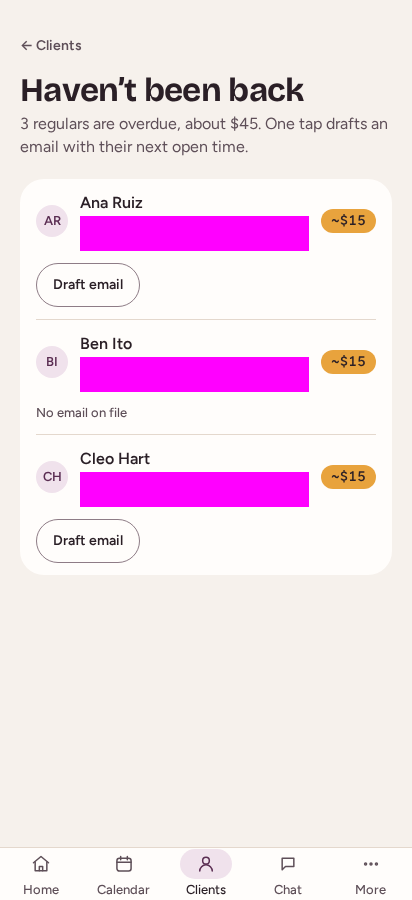 ← Clients
Haven't been back
3 regulars are overdue, about $45. One tap drafts an
email with their next open time.
AR
Ana Ruiz
~$15
Draft email
BI
Ben Ito
~$15
No email on file
CH
Cleo Hart
~$15
Draft email
Home
Calendar
Clients
Chat
More